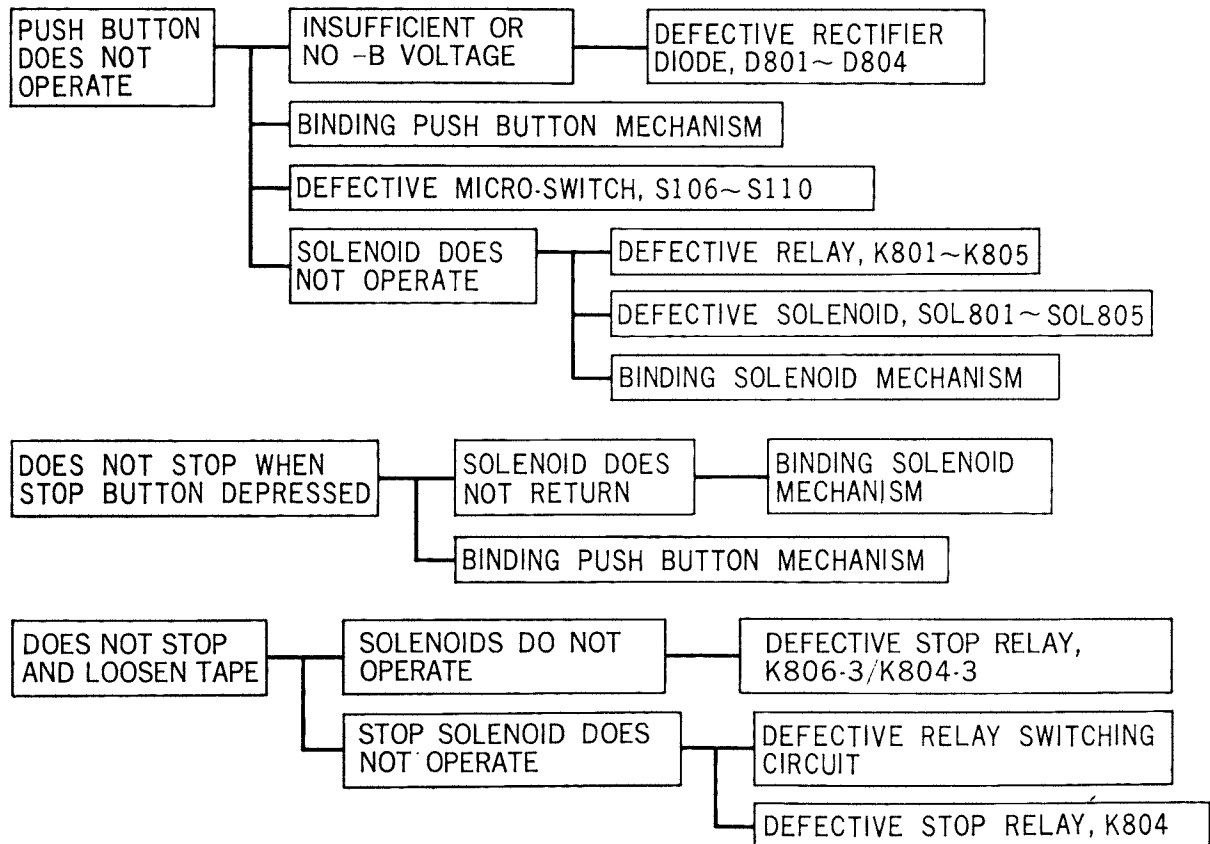 PUSH BUTTON
DOES NOT
OPERATE
INSUFFICIENT OR
NO –B VOLTAGE
DEFECTIVE RECTIFIER
DIODE, D801~ D804
BINDING PUSH BUTTON MECHANISM
DEFECTIVE MICRO-SWITCH, S106~ S110
SOLENOID DOES
NOT OPERATE
DEFECTIVE RELAY, K801~K805
DEFECTIVE SOLENOID, SOL801~ SOL805
BINDING SOLENOID MECHANISM
DOES NOT STOP WHEN
STOP BUTTON DEPRESSED
SOLENOID DOES
NOT RETURN
BINDING SOLENOID
MECHANISM
BINDING PUSH BUTTON MECHANISM
DOES NOT STOP
AND LOOSEN TAPE
SOLENOIDS DO NOT
OPERATE
DEFECTIVE STOP RELAY,
K806-3/K804-3
STOP SOLENOID DOES
NOT OPERATE
DEFECTIVE RELAY SWITCHING
CIRCUIT
DEFECTIVE STOP RELAY, K804